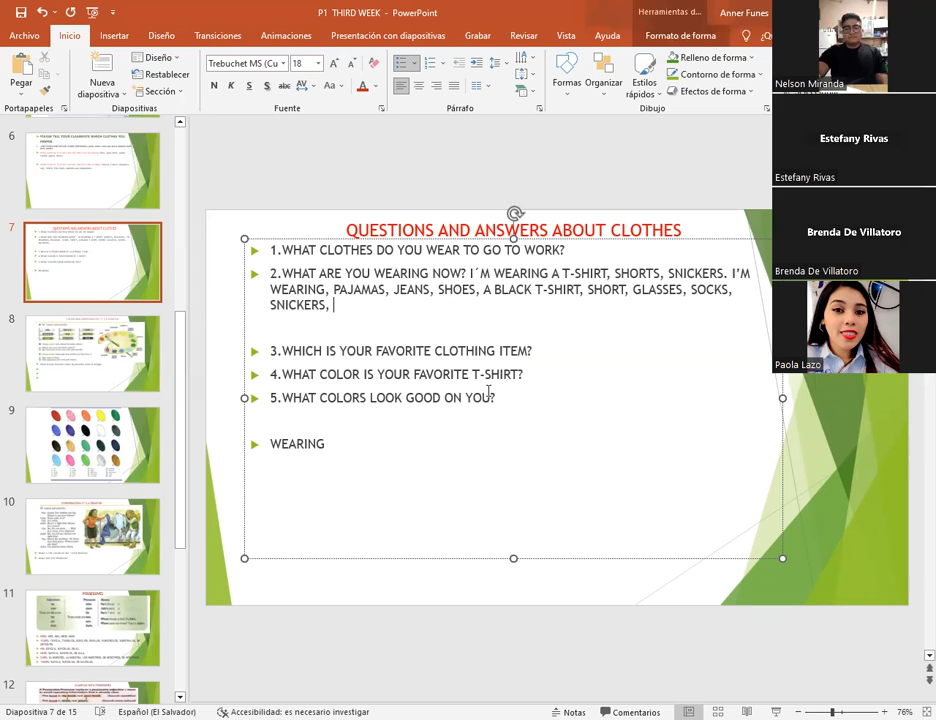 P1 THIRD WEEK - PowerPoint
Herramientas d...
Anner Funes
Archivo
Inicio
Insertar
Diseño
Transiciones
Animaciones
Presentación con diapositivas
Grabar
Revisar
Vista
Ayuda
Formato de forma
Pegar
Nueva diapositiva
Diseño
Restablecer
Sección
Trebuchet MS (Cu
18
N K S S abc AV Aa A
Formas
Organizar
Estilos rápidos
Relleno de forma
Contorno de forma
Efectos de forma
Portapapeles
Diapositivas
Fuente
Párrafo
Dibujo
Nelson Miranda
Estefany Rivas
Estefany Rivas
Brenda De Villatoro
Brenda De Villatoro
Paola Lazo
6
7
8
9
10
11
12
QUESTIONS AND ANSWERS ABOUT CLOTHES
1.WHAT CLOTHES DO YOU WEAR TO GO TO WORK?
2.WHAT ARE YOU WEARING NOW? I´M WEARING A T-SHIRT, SHORTS, SNICKERS. I'M
WEARING, PAJAMAS, JEANS, SHOES, A BLACK T-SHIRT, SHORT, GLASSES, SOCKS,
SNICKERS,
3.WHICH IS YOUR FAVORITE CLOTHING ITEM?
4.WHAT COLOR IS YOUR FAVORITE T-SHIRT?
5.WHAT COLORS LOOK GOOD ON YOU?
WEARING
Diapositiva 7 de 15
Español (El Salvador)
Accesibilidad: es necesario investigar
Notas
Comentarios
76%